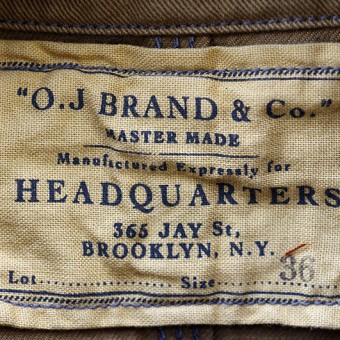 "O.J BRAND & Co."
MASTER MADE
Manufactured Expressly for
HEADQUARTERS
365 JAY St,
BROOKLYN, N.Y.
Lot.............. Size.............. 36